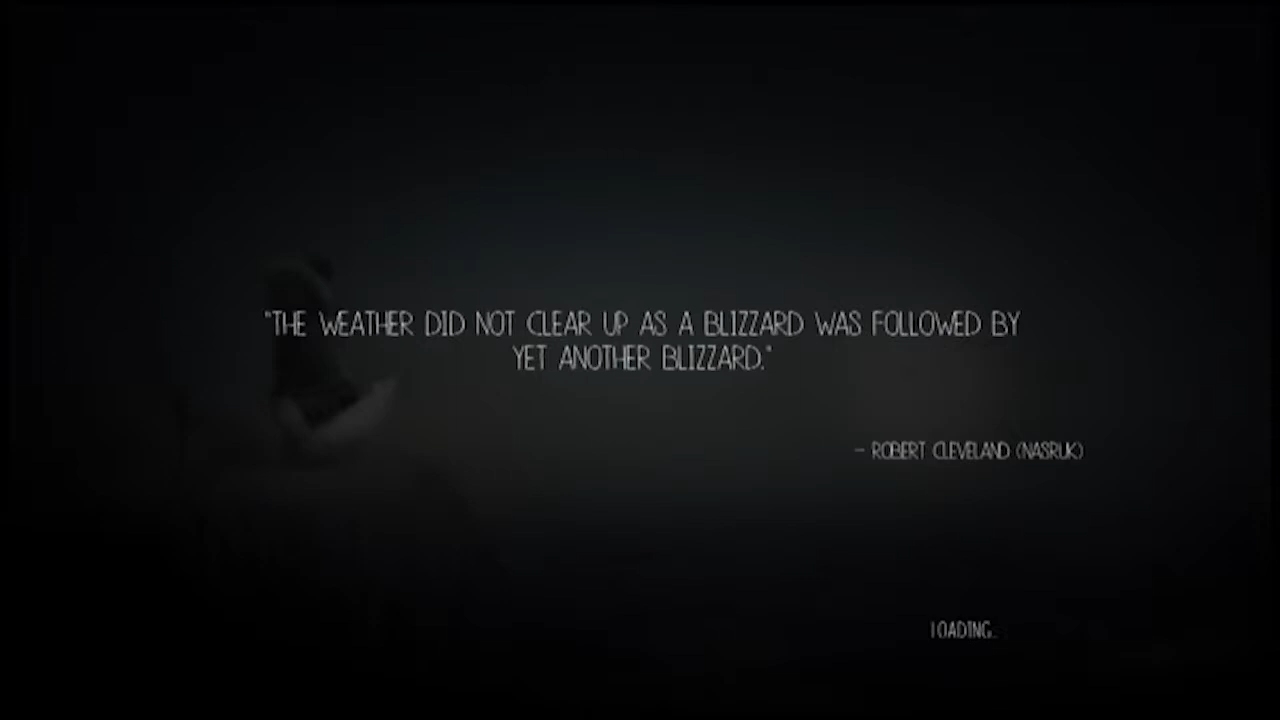 "THE WEATHER DID NOT CLEAR UP AS A BLIZZARD WAS FOLLOWED BY
YET ANOTHER BLIZZARD."
- ROBERT CLEVELAND (NASRUK)
LOADING..